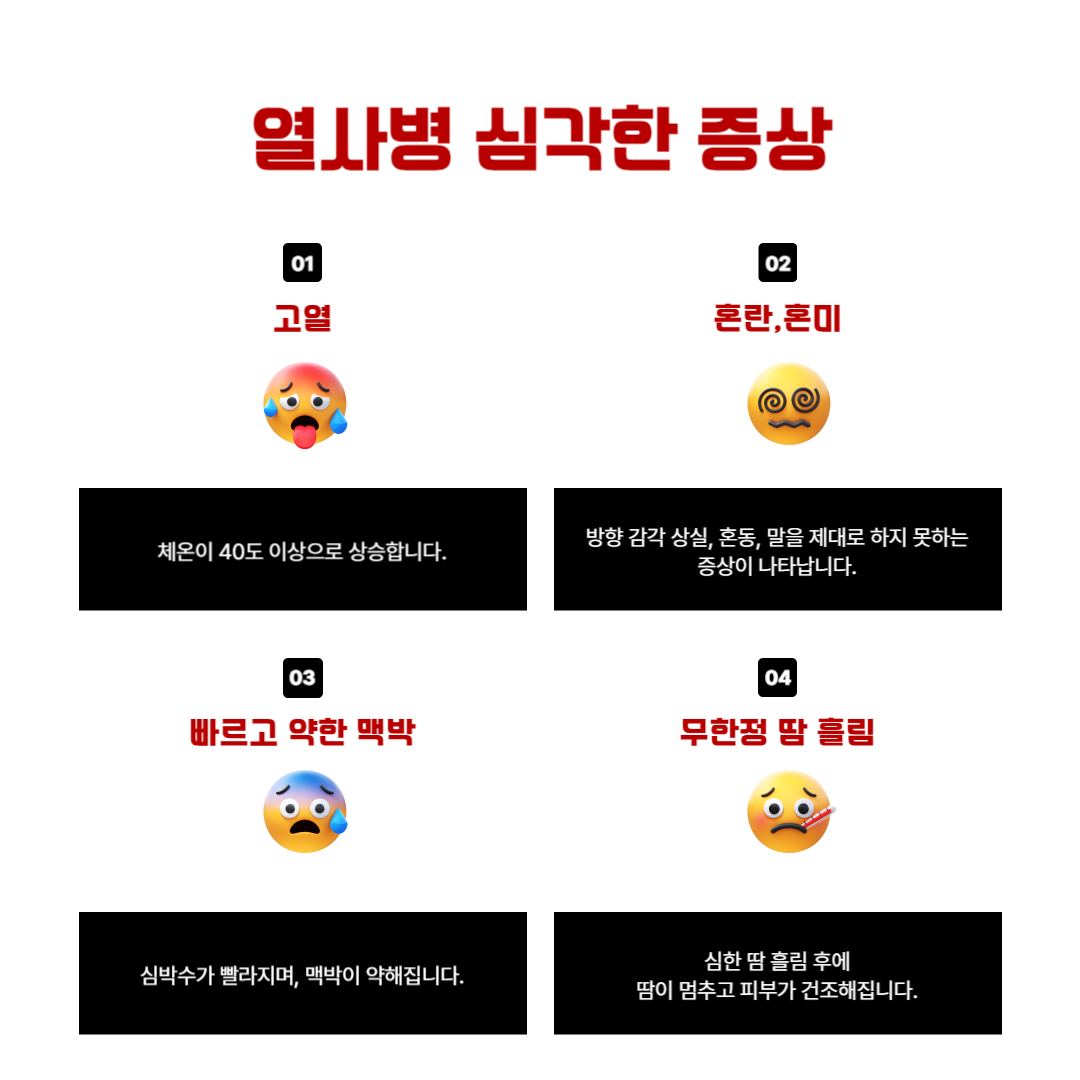 열사병 심각한 증상
01
고열
체온이 40도 이상으로 상승합니다.
02
혼란,혼미
방향 감각 상실, 혼동, 말을 제대로 하지 못하는
증상이 나타납니다.
03
빠르고 약한 맥박
심박수가 빨라지며, 맥박이 약해집니다.
04
무한정 땀 흘림
심한 땀 흘림 후에
땀이 멈추고 피부가 건조해집니다.